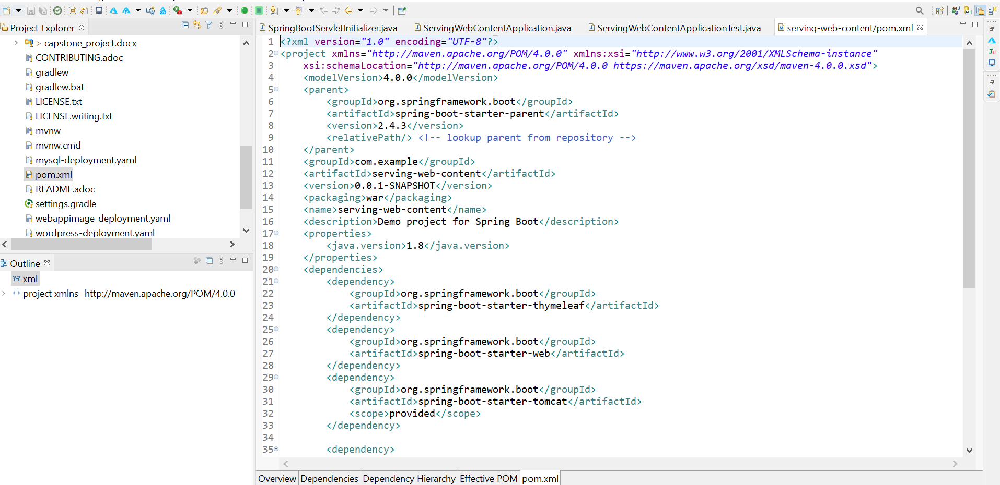 Project Explorer
> capstone_project.docx
CONTRIBUTING.adoc
gradlew
gradlew.bat
LICENSE.txt
LICENSE.writing.txt
mvnw
mvnw.cmd
mysql-deployment.yaml
pom.xml
README.adoc
settings.gradle
webappimage-deployment.yaml
wordpress-deployment.yaml
Outline
?=? xml
<> project xmlns=http://maven.apache.org/POM/4.0.0
SpringBootServletInitializer.java ServingWebContentApplication.java ServingWebContentApplicationTest.java serving-web-content/pom.xml
1 <?xml version="1.0" encoding="UTF-8"?>
2 <project xmlns="http://maven.apache.org/POM/4.0.0" xmlns:xsi="http://www.w3.org/2001/XMLSchema-instance"
3 xsi:schemaLocation="http://maven.apache.org/POM/4.0.0 https://maven.apache.org/xsd/maven-4.0.0.xsd">
4 <modelVersion>4.0.0</modelVersion>
5 <parent>
6 <groupId>org.springframework.boot</groupId>
7 <artifactId>spring-boot-starter-parent</artifactId>
8 <version>2.4.3</version>
9 <relativePath/> <!-- lookup parent from repository -->
10 </parent>
11 <groupId>com.example</groupId>
12 <artifactId>serving-web-content</artifactId>
13 <version>0.0.1-SNAPSHOT</version>
14 <packaging>war</packaging>
15 <name>serving-web-content</name>
16 <description>Demo project for Spring Boot</description>
17 <properties>
18 <java.version>1.8</java.version>
19 </properties>
20 <dependencies>
21 <dependency>
22 <groupId>org.springframework.boot</groupId>
23 <artifactId>spring-boot-starter-thymeleaf</artifactId>
24 </dependency>
25 <dependency>
26 <groupId>org.springframework.boot</groupId>
27 <artifactId>spring-boot-starter-web</artifactId>
28 </dependency>
29 <dependency>
30 <groupId>org.springframework.boot</groupId>
31 <artifactId>spring-boot-starter-tomcat</artifactId>
32 <scope>provided</scope>
33 </dependency>
34
35 <dependency>
Overview Dependencies Dependency Hierarchy Effective POM pom.xml
Ju